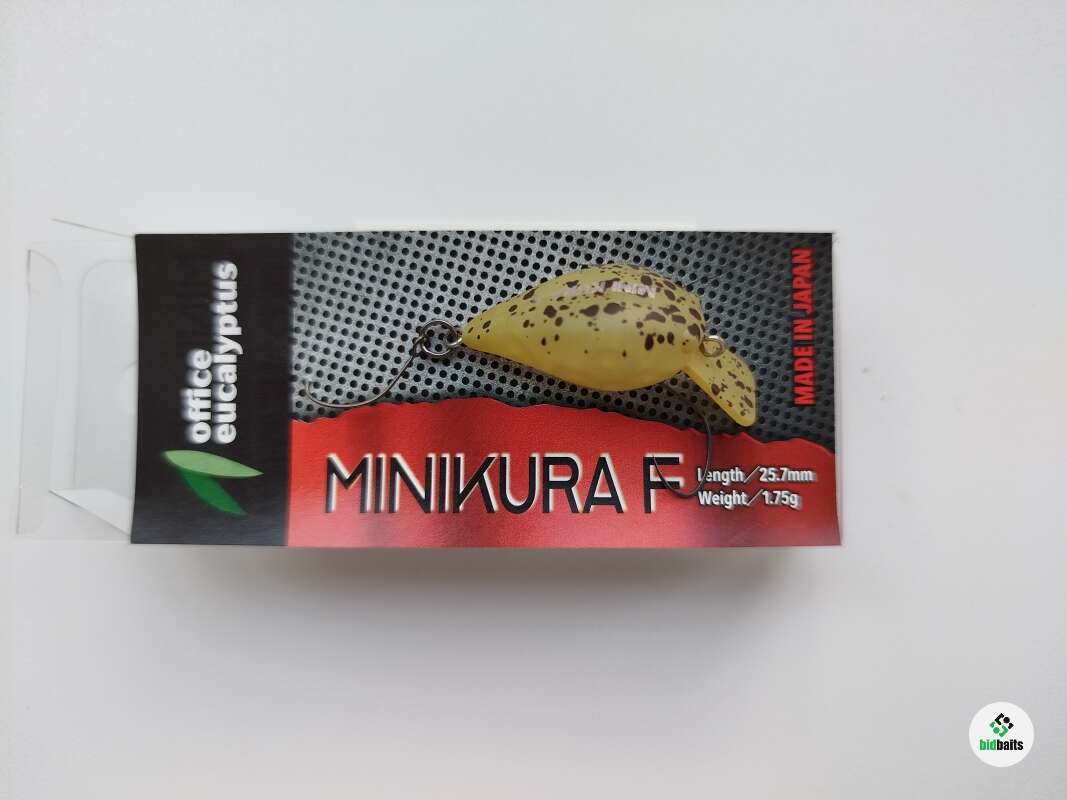 office
eucalyptus
MADE IN JAPAN
MINIKURA F
Length/25.7mm
Weight/1.75g
bidbaits